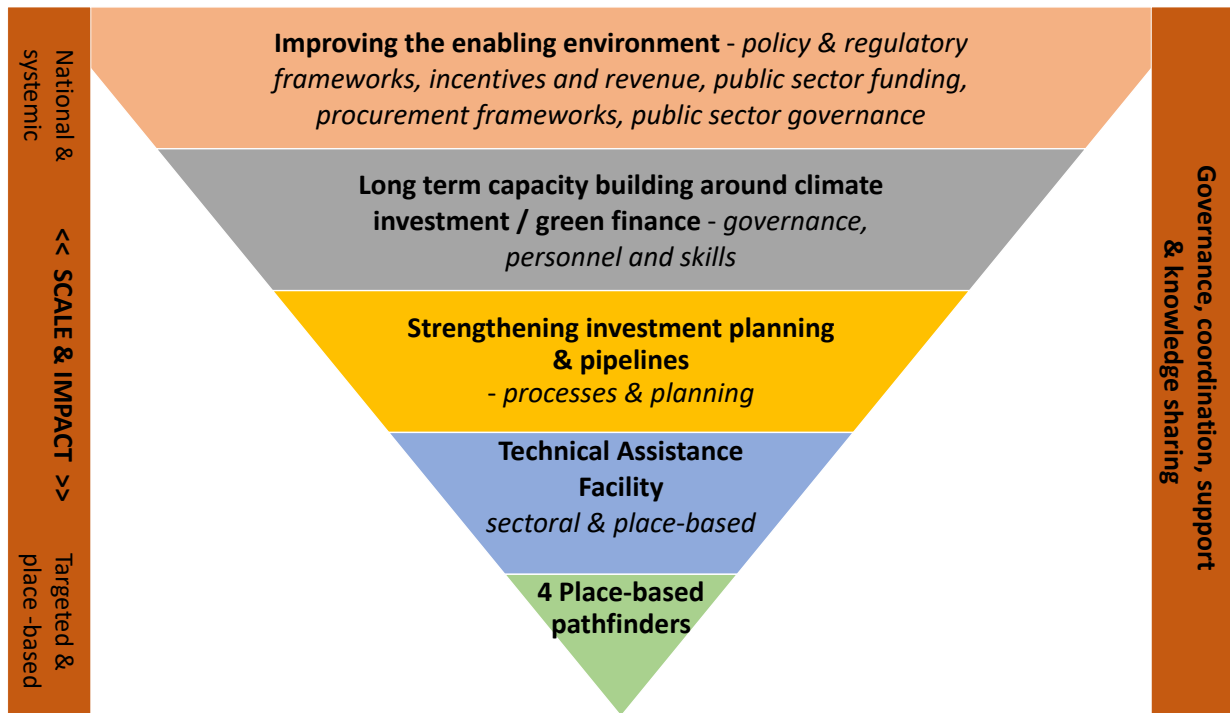 National &
systemic
<< SCALE & IMPACT >>
Targeted &
place -based
Improving the enabling environment - policy & regulatory
frameworks, incentives and revenue, public sector funding,
procurement frameworks, public sector governance
Long term capacity building around climate
investment / green finance - governance,
personnel and skills
Strengthening investment planning
& pipelines
- processes & planning
Technical Assistance
Facility
sectoral & place-based
4 Place-based
pathfinders
Governance, coordination, support
& knowledge sharing